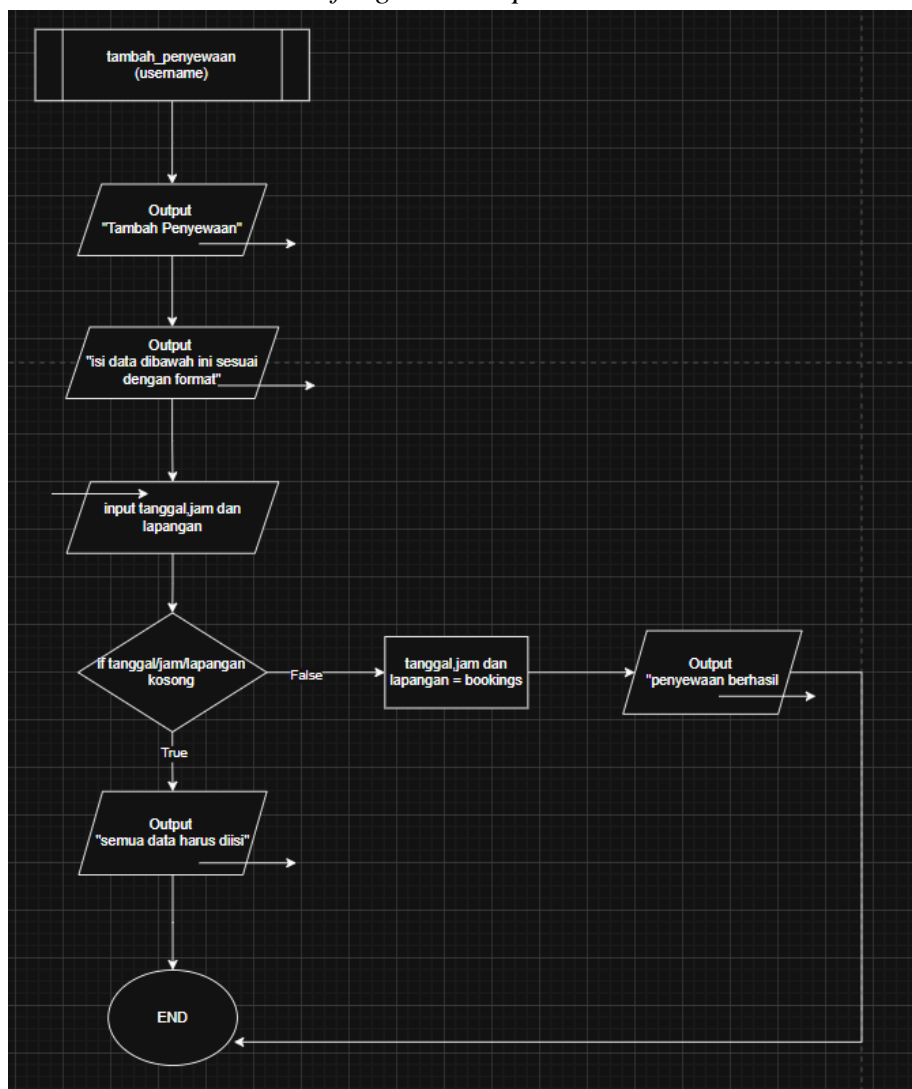 tambah_penyewaan
(username)
Output
"Tambah Penyewaan"
Output
"isi data dibawah ini sesuai
dengan format"
input tanggal,jam dan
lapangan
if tanggal/jam/lapangan
kosong
False
tanggal,jam dan
lapangan = bookings
Output
"penyewaan berhasil
True
Output
"semua data harus diisi"
END